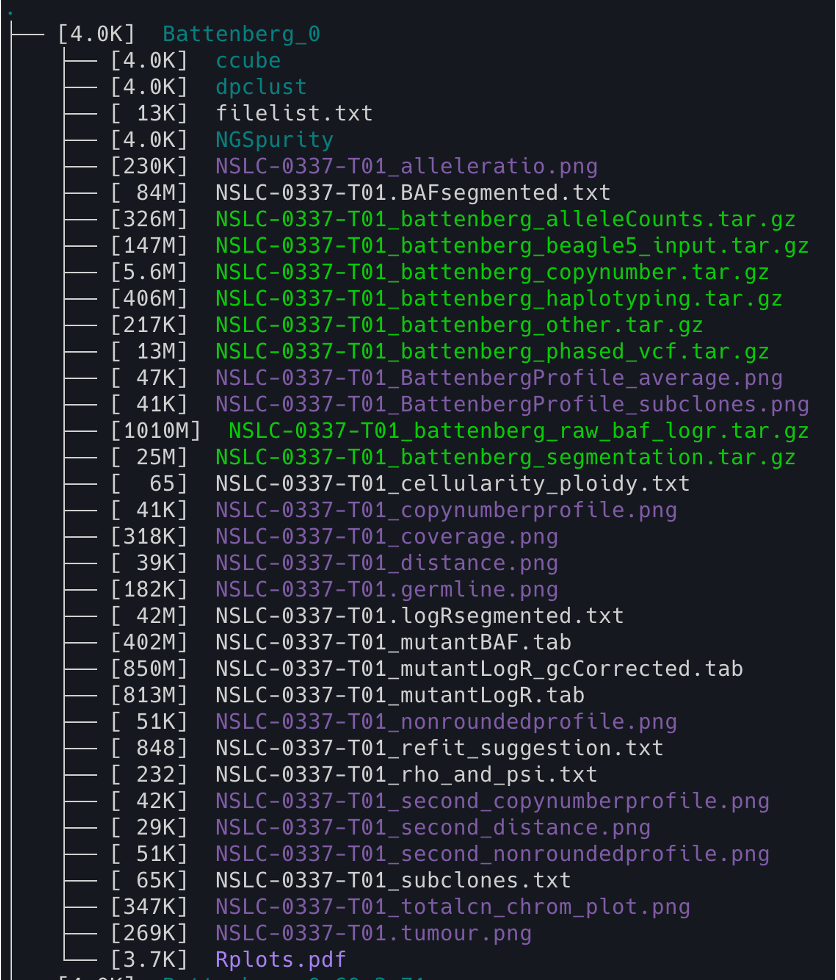 .
├── [4.0K]  Battenberg_0
│   ├── [4.0K]  ccube
│   ├── [4.0K]  dpclust
│   ├── [ 13K]  filelist.txt
│   ├── [4.0K]  NGSpurity
│   ├── [230K]  NSLC-0337-T01_alleleratio.png
│   ├── [ 84M]  NSLC-0337-T01.BAFsegmented.txt
│   ├── [326M]  NSLC-0337-T01_battenberg_alleleCounts.tar.gz
│   ├── [147M]  NSLC-0337-T01_battenberg_beagle5_input.tar.gz
│   ├── [5.6M]  NSLC-0337-T01_battenberg_copynumber.tar.gz
│   ├── [406M]  NSLC-0337-T01_battenberg_haplotyping.tar.gz
│   ├── [217K]  NSLC-0337-T01_battenberg_other.tar.gz
│   ├── [ 13M]  NSLC-0337-T01_battenberg_phased_vcf.tar.gz
│   ├── [ 47K]  NSLC-0337-T01_BattenbergProfile_average.png
│   ├── [ 41K]  NSLC-0337-T01_BattenbergProfile_subclones.png
│   ├── [1010M]  NSLC-0337-T01_battenberg_raw_baf_logr.tar.gz
│   ├── [ 25M]  NSLC-0337-T01_battenberg_segmentation.tar.gz
│   ├── [  65]  NSLC-0337-T01_cellularity_ploidy.txt
│   ├── [ 41K]  NSLC-0337-T01_copynumberprofile.png
│   ├── [318K]  NSLC-0337-T01_coverage.png
│   ├── [ 39K]  NSLC-0337-T01_distance.png
│   ├── [182K]  NSLC-0337-T01.germline.png
│   ├── [ 42M]  NSLC-0337-T01.logRsegmented.txt
│   ├── [402M]  NSLC-0337-T01_mutantBAF.tab
│   ├── [850M]  NSLC-0337-T01_mutantLogR_gcCorrected.tab
│   ├── [813M]  NSLC-0337-T01_mutantLogR.tab
│   ├── [ 51K]  NSLC-0337-T01_nonroundedprofile.png
│   ├── [ 848]  NSLC-0337-T01_refit_suggestion.txt
│   ├── [ 232]  NSLC-0337-T01_rho_and_psi.txt
│   ├── [ 42K]  NSLC-0337-T01_second_copynumberprofile.png
│   ├── [ 29K]  NSLC-0337-T01_second_distance.png
│   ├── [ 51K]  NSLC-0337-T01_second_nonroundedprofile.png
│   ├── [ 65K]  NSLC-0337-T01_subclones.txt
│   ├── [347K]  NSLC-0337-T01_totalcn_chrom_plot.png
│   ├── [269K]  NSLC-0337-T01.tumour.png
│   └── [3.7K]  Rplots.pdf